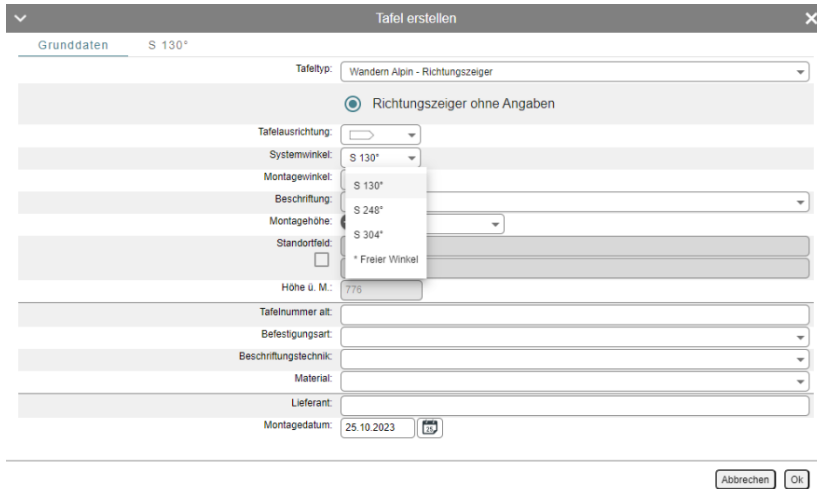 Tafel erstellen
Grunddaten S 130°
Tafeltyp: Wandern Alpin - Richtungszeiger
Richtungszeiger ohne Angaben
Tafelausrichtung:
Systemwinkel: S 130°
Montagewinkel:
S 130°
Beschriftung:
S 248°
Montagehöhe:
S 304°
Standortfeld:
* Freier Winkel
Höhe ü. M.: 776
Tafelnummer alt:
Befestigungsart:
Beschriftungstechnik:
Material:
Lieferant:
Montagedatum: 25.10.2023 25
Abbrechen Ok